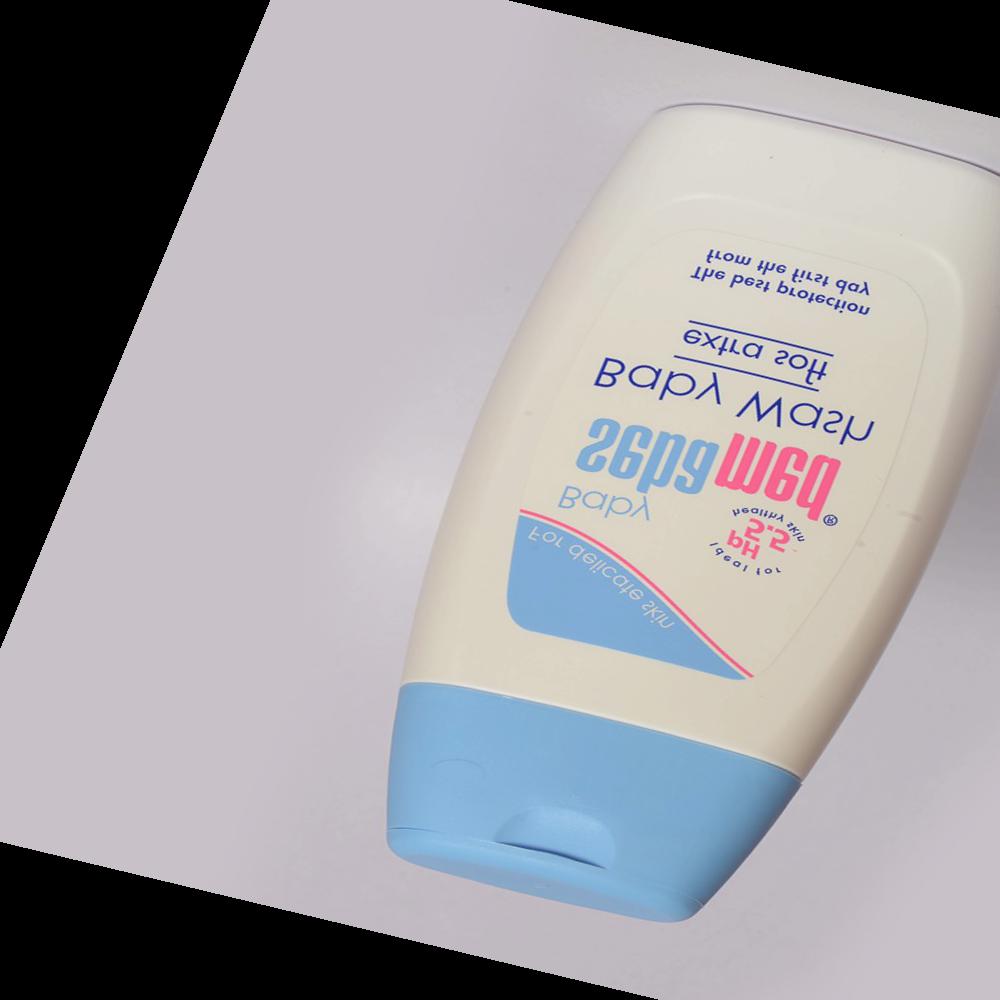 For delicate skin
Baby
sebamed®
ideal for
pH
5.5
healthy skin
Baby Wash
extra soft
The best protection
from the first day